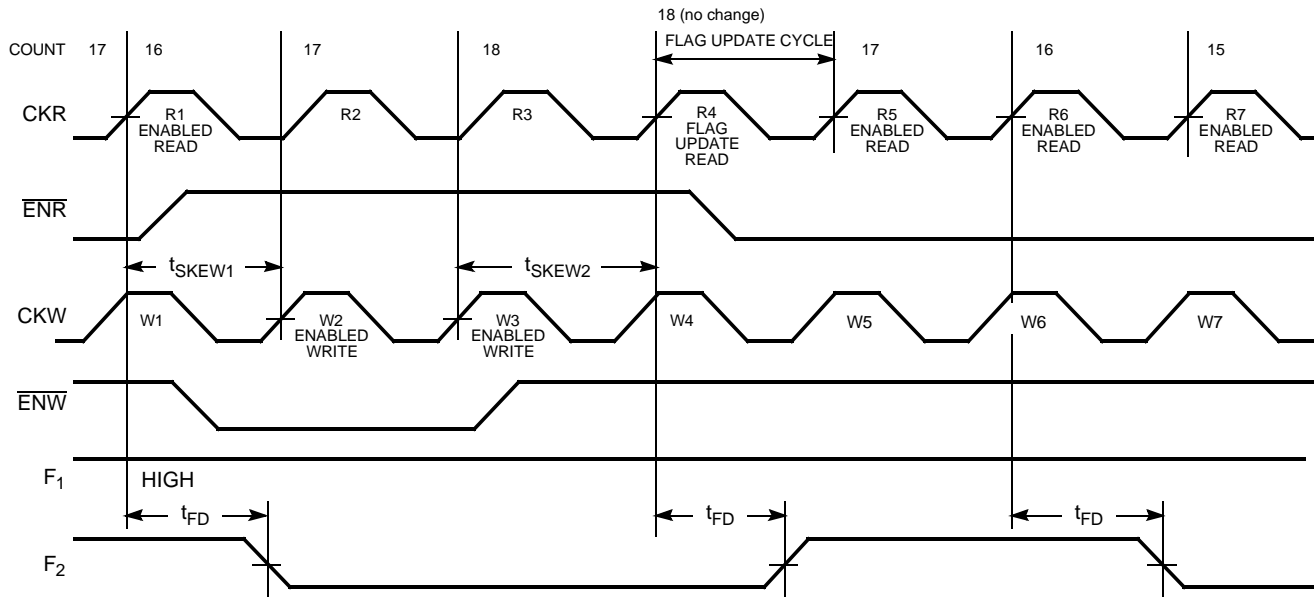 18 (no change)
COUNT 17 16 17 18 FLAG UPDATE CYCLE 17 16 15
CKR
R1 ENABLED READ
R2
R3
R4 FLAG UPDATE READ
R5 ENABLED READ
R6 ENABLED READ
R7 ENABLED READ
ENR
tSKEW1 tSKEW2
CKW
W1
W2 ENABLED WRITE
W3 ENABLED WRITE
W4
W5
W6
W7
ENW
F1 HIGH
tFD tFD tFD
F2